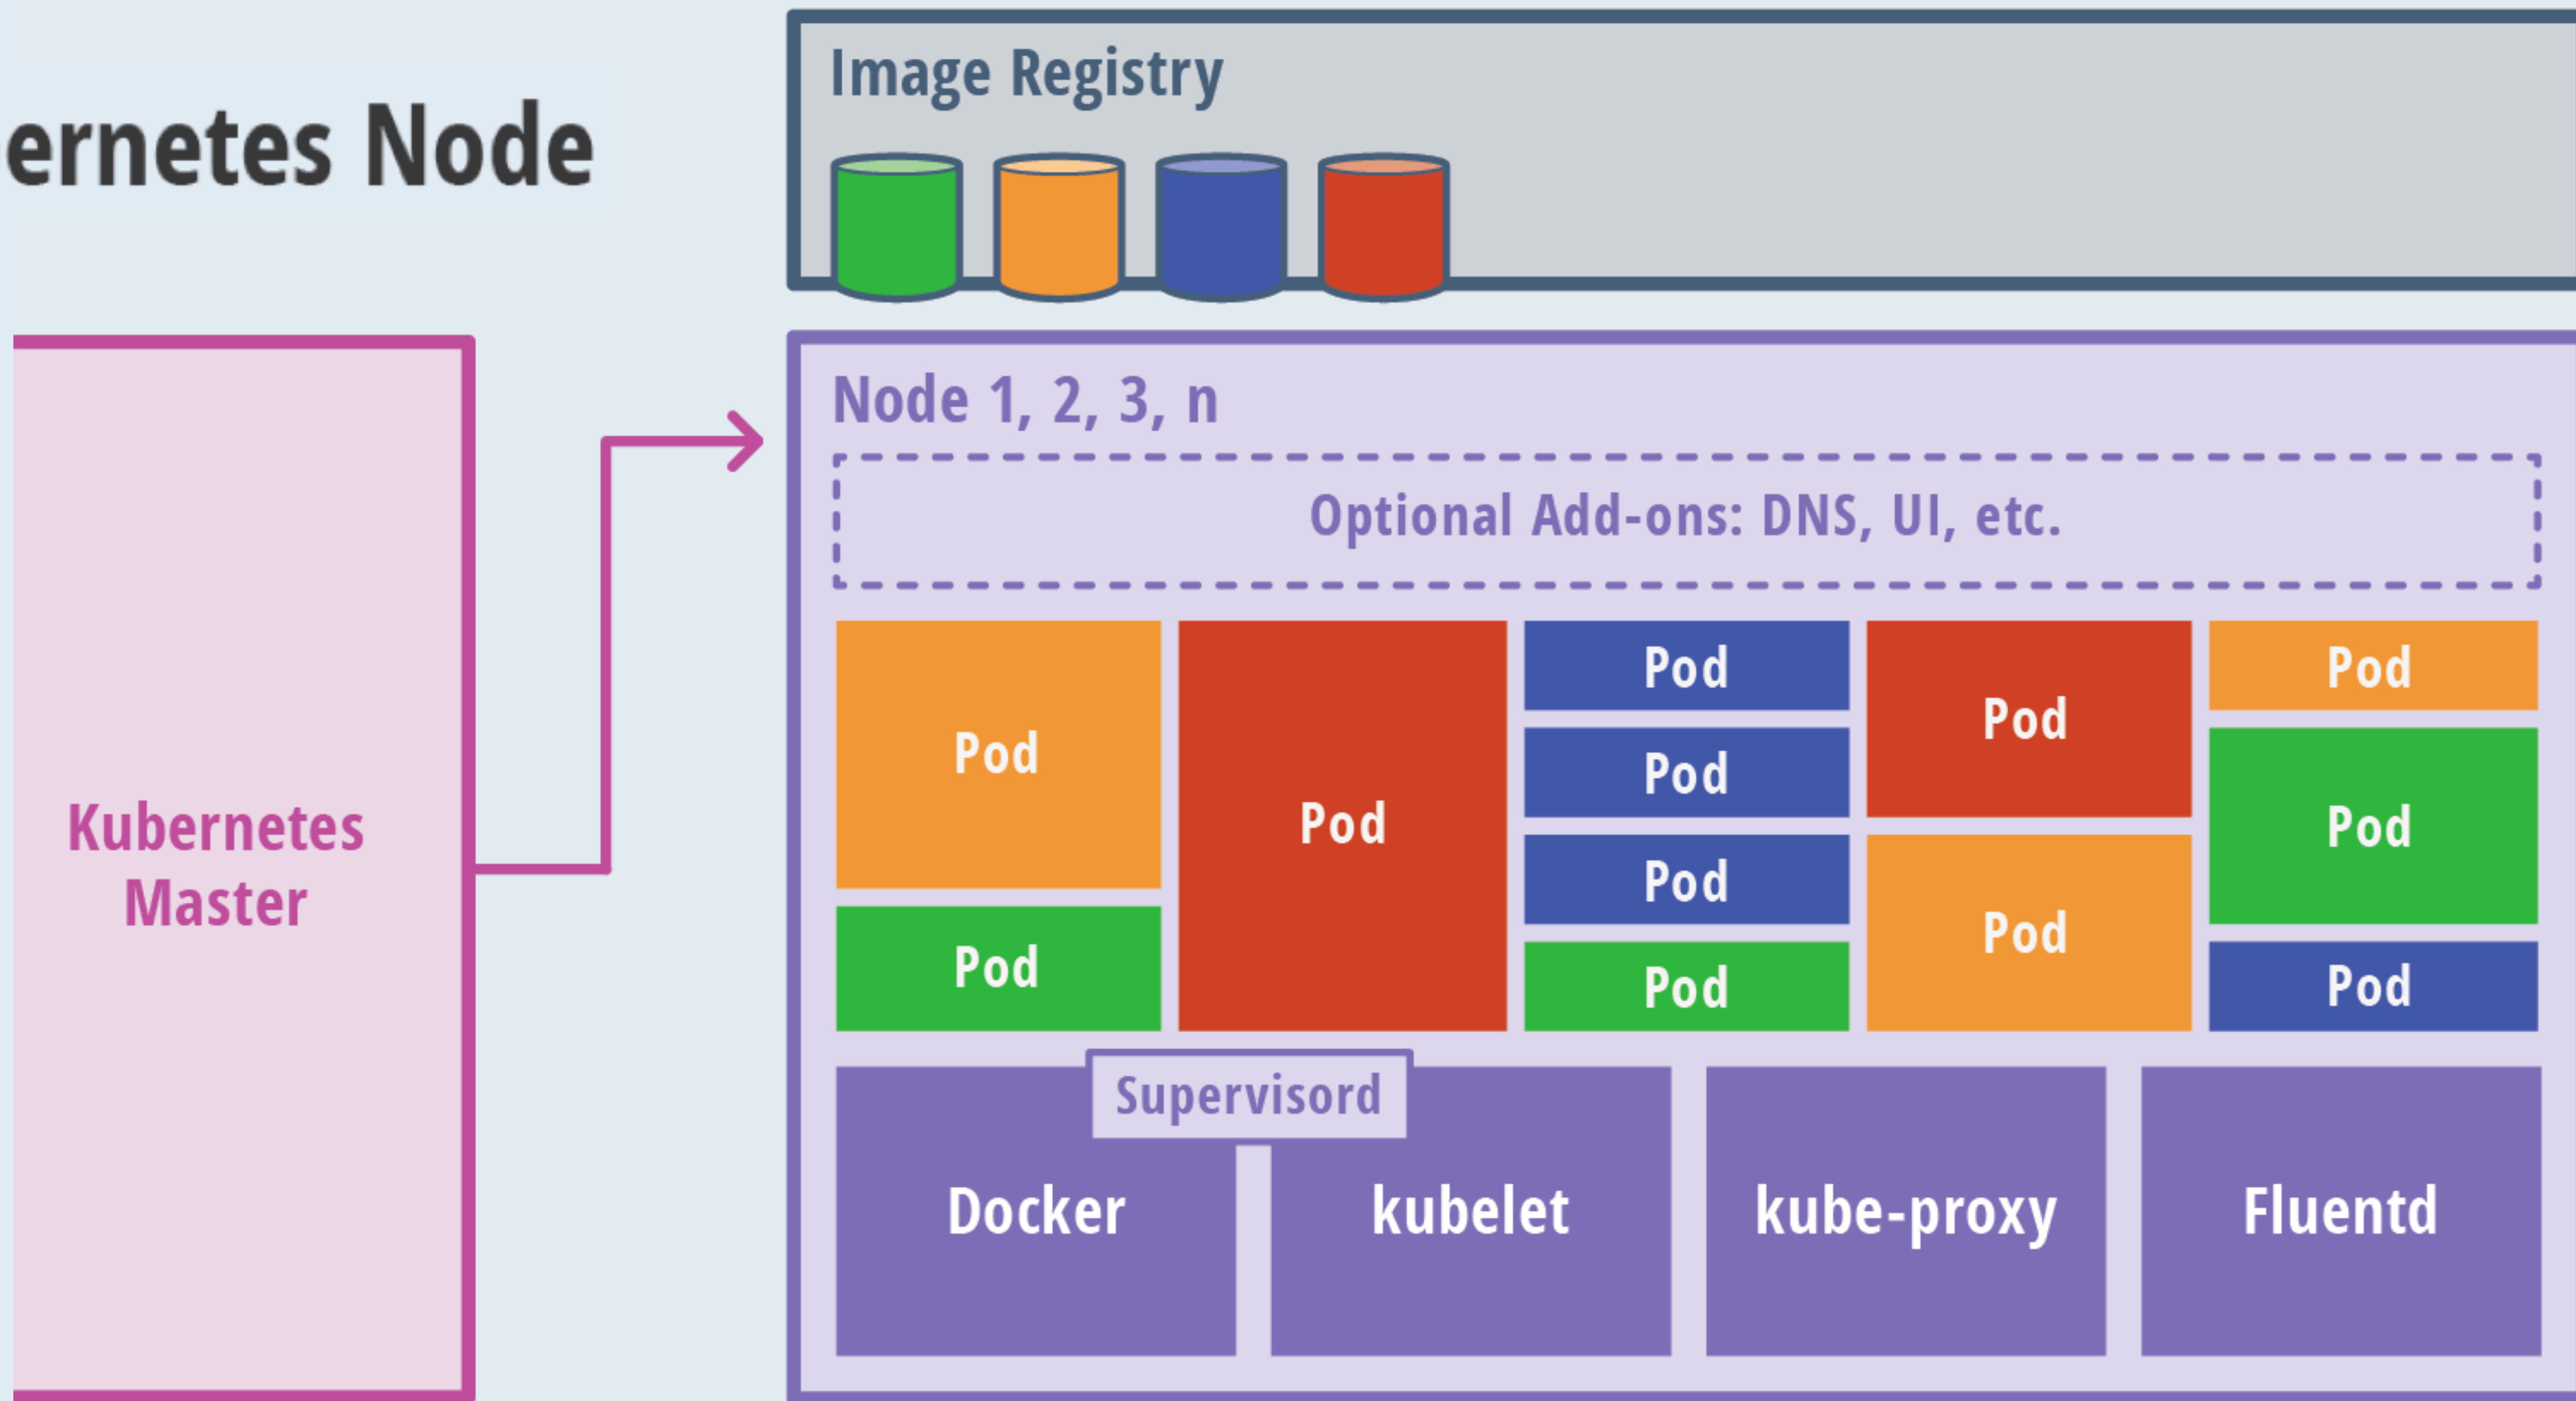 ernetes Node
Image Registry
Kubernetes
Master
Node 1, 2, 3, n
Optional Add-ons: DNS, UI, etc.
Pod
Pod
Pod
Pod
Pod
Pod
Pod
Pod
Pod
Pod
Pod
Pod
Supervisord
Docker
kubelet
kube-proxy
Fluentd